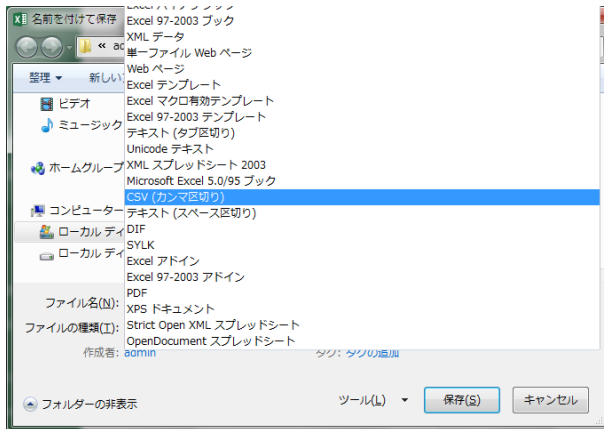 名前を付けて保存
Excel 97-2003 ブック
XML データ
« ad
単一ファイル Web ページ
Web ページ
整理 ▼ 新しい
Excel テンプレート
ビデオ
Excel マクロ有効テンプレート
Excel 97-2003 テンプレート
ミュージック
テキスト (タブ区切り)
Unicode テキスト
ホームグループ
XML スプレッドシート 2003
Microsoft Excel 5.0/95 ブック
CSV (カンマ区切り)
コンピューター
テキスト (スペース区切り)
DIF
ローカル ディ
SYLK
ローカル ディ
Excel アドイン
Excel 97-2003 アドイン
PDF
ファイル名(N):
XPS ドキュメント
ファイルの種類(T):
Strict Open XML スプレッドシート
OpenDocument スプレッドシート
作成者: admin タグ: タグの追加
フォルダーの非表示 ツール(L) ▼ 保存(S) キャンセル